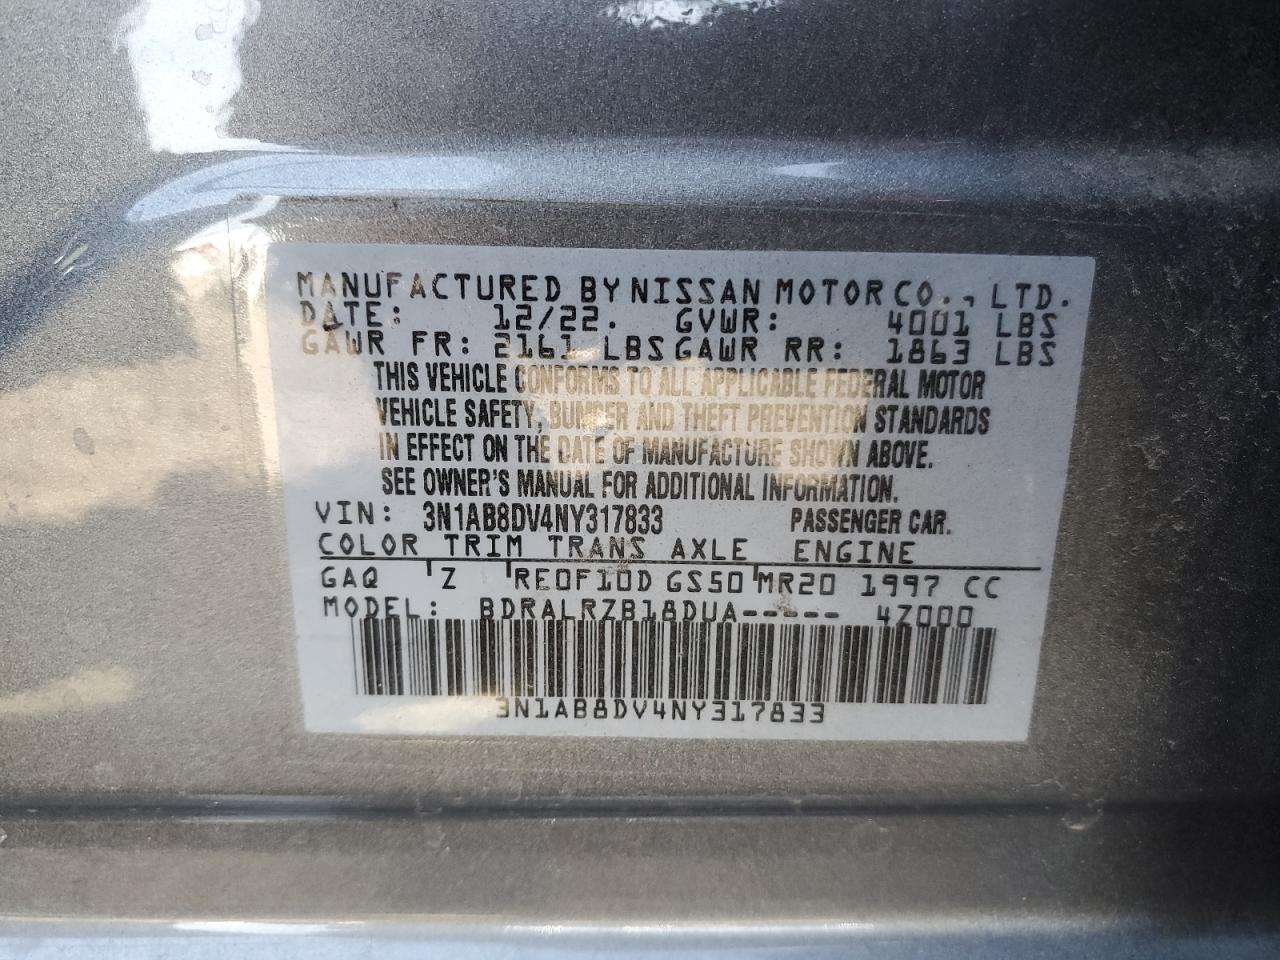 MANUFACTURED BY NISSAN MOTOR CO., LTD.
DATE: 12/22. GVWR: 4001 LBS
GAWR FR: 2161 LBS GAWR RR: 1863 LBS
THIS VEHICLE CONFORMS TO ALL APPLICABLE FEDERAL MOTOR
VEHICLE SAFETY, BUMPER AND THEFT PREVENTION STANDARDS
IN EFFECT ON THE DATE OF MANUFACTURE SHOWN ABOVE.
SEE OWNER'S MANUAL FOR ADDITIONAL INFORMATION.
VIN: 3N1AB8DV4NY317833 PASSENGER CAR.
COLOR TRIM TRANS AXLE ENGINE
GAQ Z RE0F10D GS50 MR20 1997 CC
MODEL: BDRALRZB18DUA----- 4Z000
3N1AB8DV4NY317833